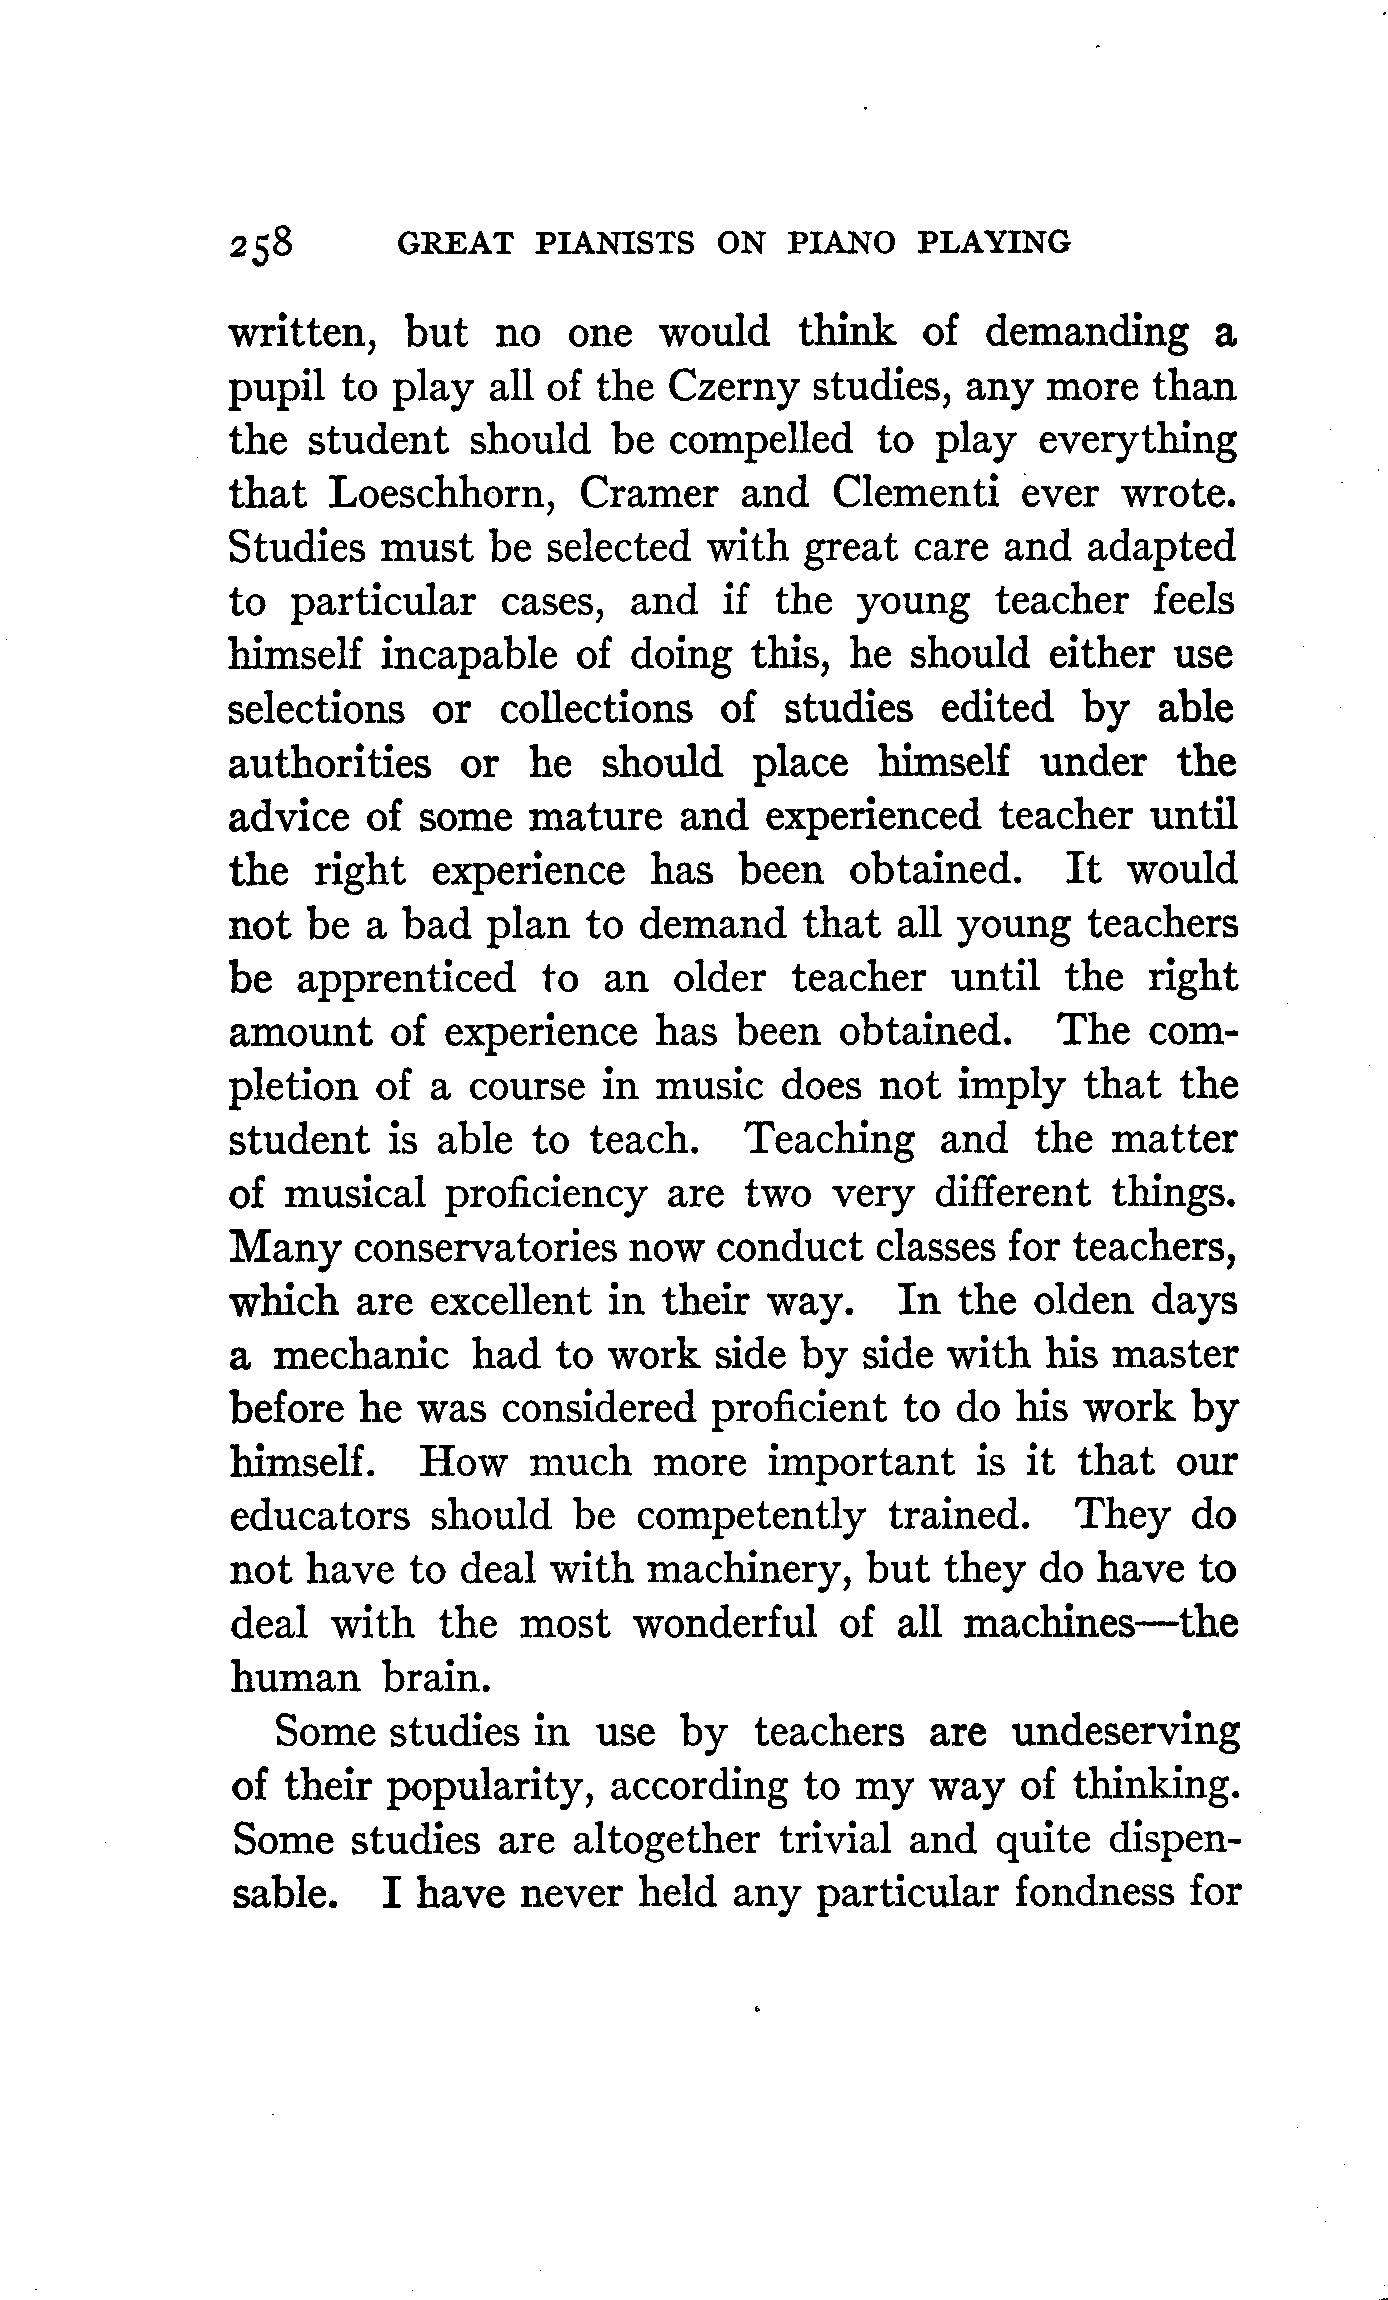 258 GREAT PIANISTS ON PIANO PLAYING
written, but no one would think of demanding a
pupil to play all of the Czerny studies, any more than
the student should be compelled to play everything
that Loeschhorn, Cramer and Clementi ever wrote.
Studies must be selected with great care and adapted
to particular cases, and if the young teacher feels
himself incapable of doing this, he should either use
selections or collections of studies edited by able
authorities or he should place himself under the
advice of some mature and experienced teacher until
the right experience has been obtained. It would
not be a bad plan to demand that all young teachers
be apprenticed to an older teacher until the right
amount of experience has been obtained. The com-
pletion of a course in music does not imply that the
student is able to teach. Teaching and the matter
of musical proficiency are two very different things.
Many conservatories now conduct classes for teachers,
which are excellent in their way. In the olden days
a mechanic had to work side by side with his master
before he was considered proficient to do his work by
himself. How much more important is it that our
educators should be competently trained. They do
not have to deal with machinery, but they do have to
deal with the most wonderful of all machines—the
human brain.
Some studies in use by teachers are undeserving
of their popularity, according to my way of thinking.
Some studies are altogether trivial and quite dispen-
sable. I have never held any particular fondness for